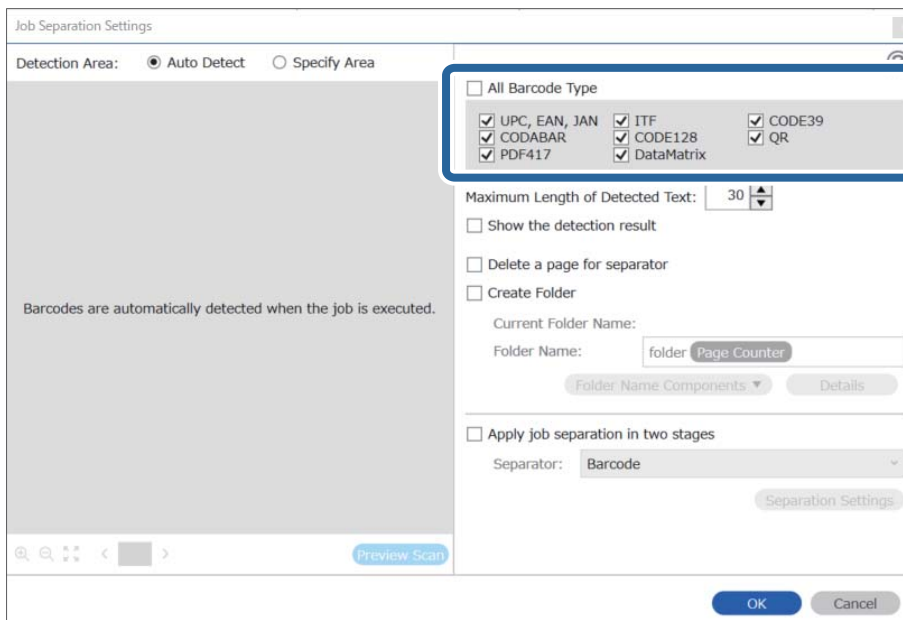 Job Separation Settings
Detection Area: Auto Detect Specify Area
Barcodes are automatically detected when the job is executed.
Preview Scan
All Barcode Type
UPC, EAN, JAN ITF CODE39
CODABAR CODE128 QR
PDF417 DataMatrix
Maximum Length of Detected Text: 30
Show the detection result
Delete a page for separator
Create Folder
Current Folder Name:
Folder Name: folder Page Counter
Folder Name Components Details
Apply job separation in two stages
Separator: Barcode
Separation Settings
OK Cancel